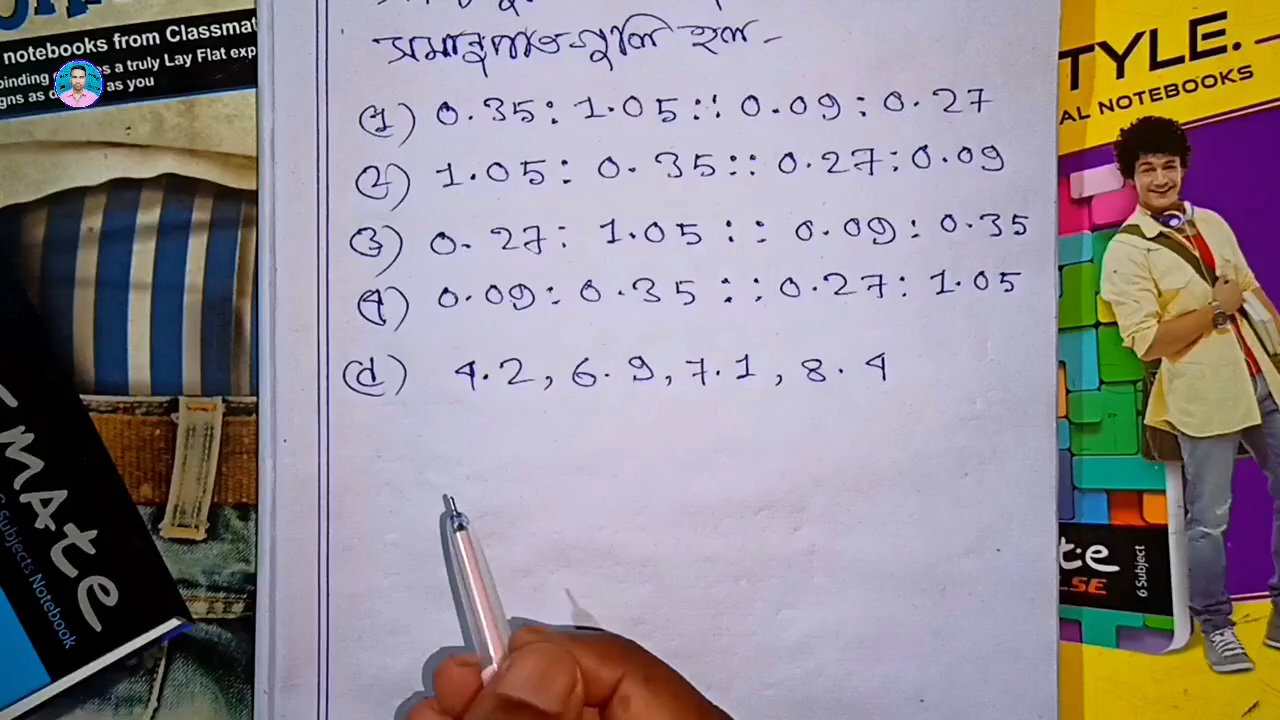 notebooks from Classmat
binding a truly Lay Flat exp
igns as as you
সমানুপাতগুলি হল -
(1) 0.35 : 1.05 :: 0.09 : 0.27
(2) 1.05 : 0.35 :: 0.27 : 0.09
(3) 0.27 : 1.05 :: 0.09 : 0.35
(4) 0.09 : 0.35 :: 0.27 : 1.05
(d) 4.2, 6.9, 7.1, 8.4
TYLE.
AL NOTEBOOKS
mate
6 Subjects Notebook
te
LSE
6 Subject